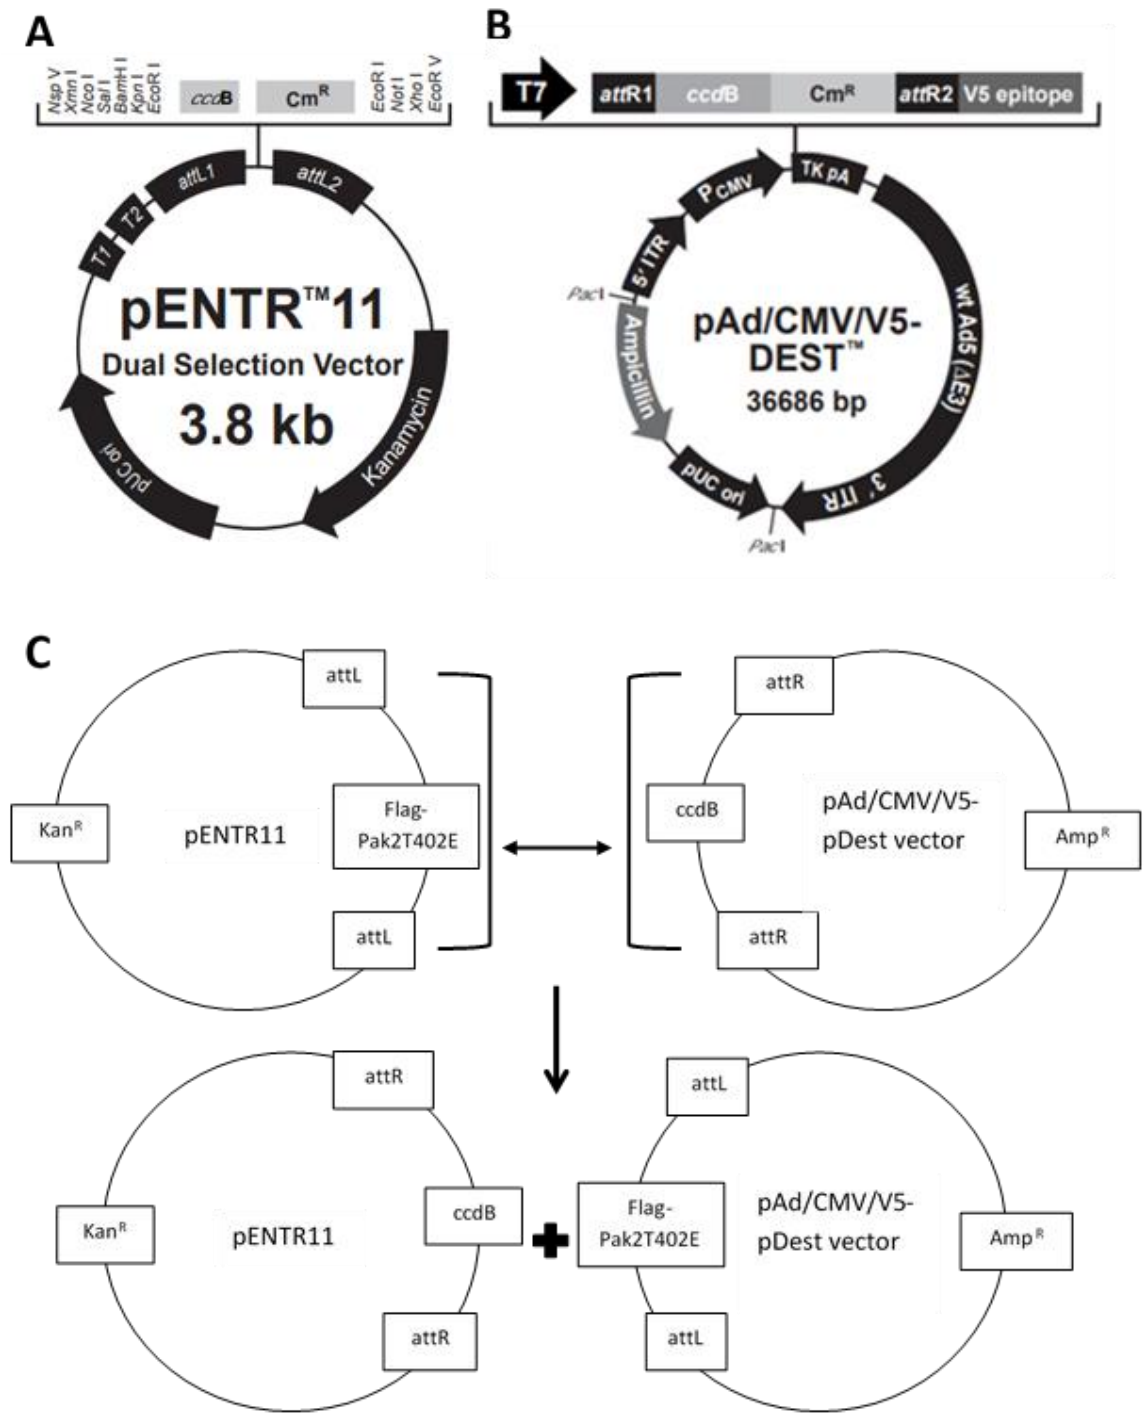 A
Nsp V
Xmn I
Nco I
Sal I
BamH I
Kpn I
EcoR I
ccdB
CmR
EcoR I
Not I
Xho I
EcoR V
attL1
attL2
T2
T1
pENTR™11
Dual Selection Vector
3.8 kb
Kanamycin
pUC ori
B
T7
attR1
ccdB
CmR
attR2
V5 epitope
PCMV
TK pA
5' ITR
PacI
Ampicillin
pAd/CMV/V5-
DEST™
36686 bp
wt Ad5 (ΔE3)
pUC ori
3' ITR
PacI
C
attL
KanR
pENTR11
Flag-
Pak2T402E
attL
attR
ccdB
pAd/CMV/V5-
pDest vector
AmpR
attR
attR
KanR
pENTR11
ccdB
attR
attL
Flag-
Pak2T402E
pAd/CMV/V5-
pDest vector
AmpR
attL